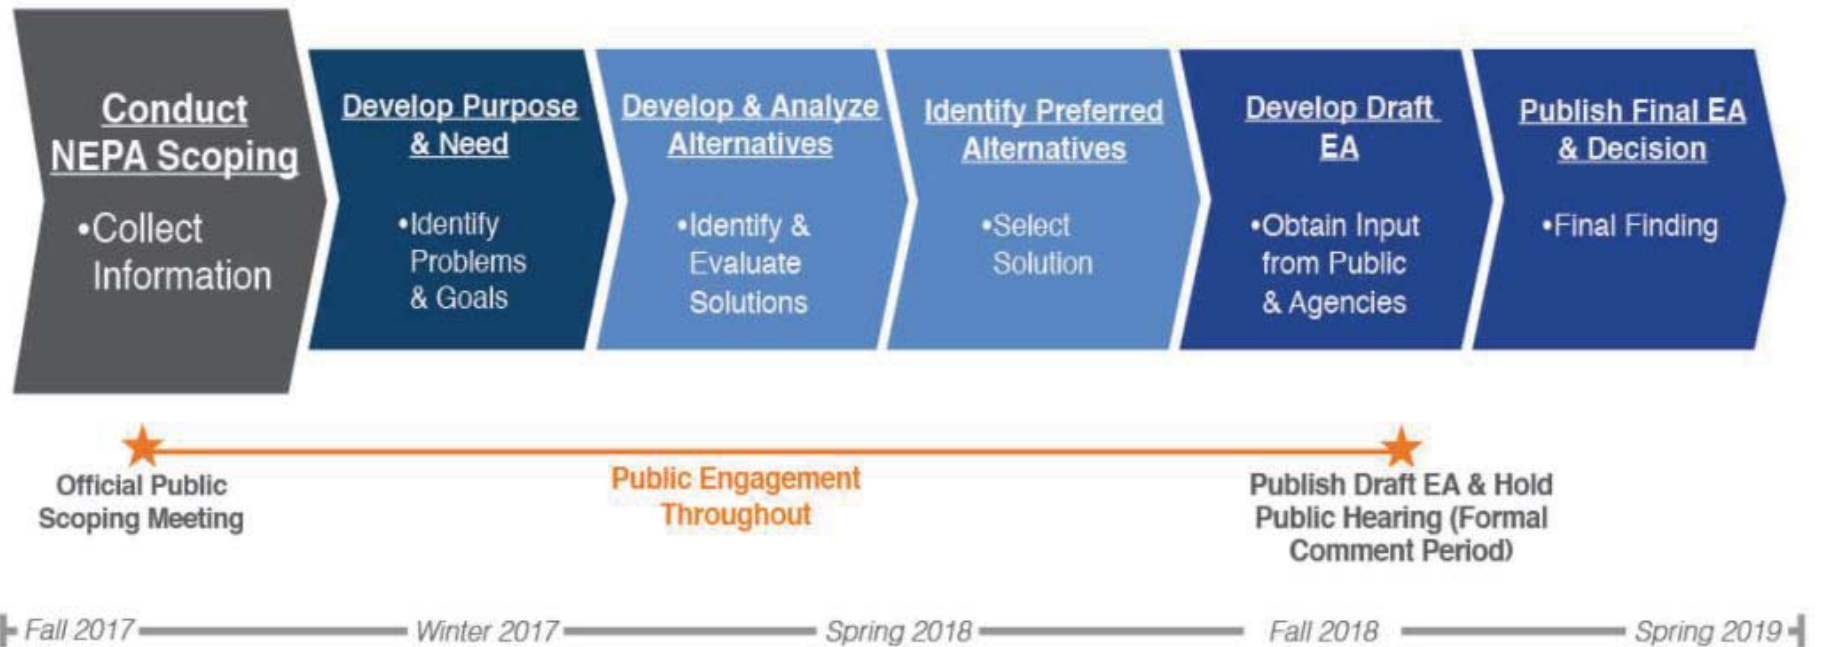 Conduct
NEPA Scoping
•Collect
Information
Develop Purpose
& Need
•Identify
Problems
& Goals
Develop & Analyze
Alternatives
•Identify &
Evaluate
Solutions
Identify Preferred
Alternatives
•Select
Solution
Develop Draft
EA
•Obtain Input
from Public
& Agencies
Publish Final EA
& Decision
•Final Finding
Official Public
Scoping Meeting
Public Engagement
Throughout
Publish Draft EA & Hold
Public Hearing (Formal
Comment Period)
Fall 2017
Winter 2017
Spring 2018
Fall 2018
Spring 2019